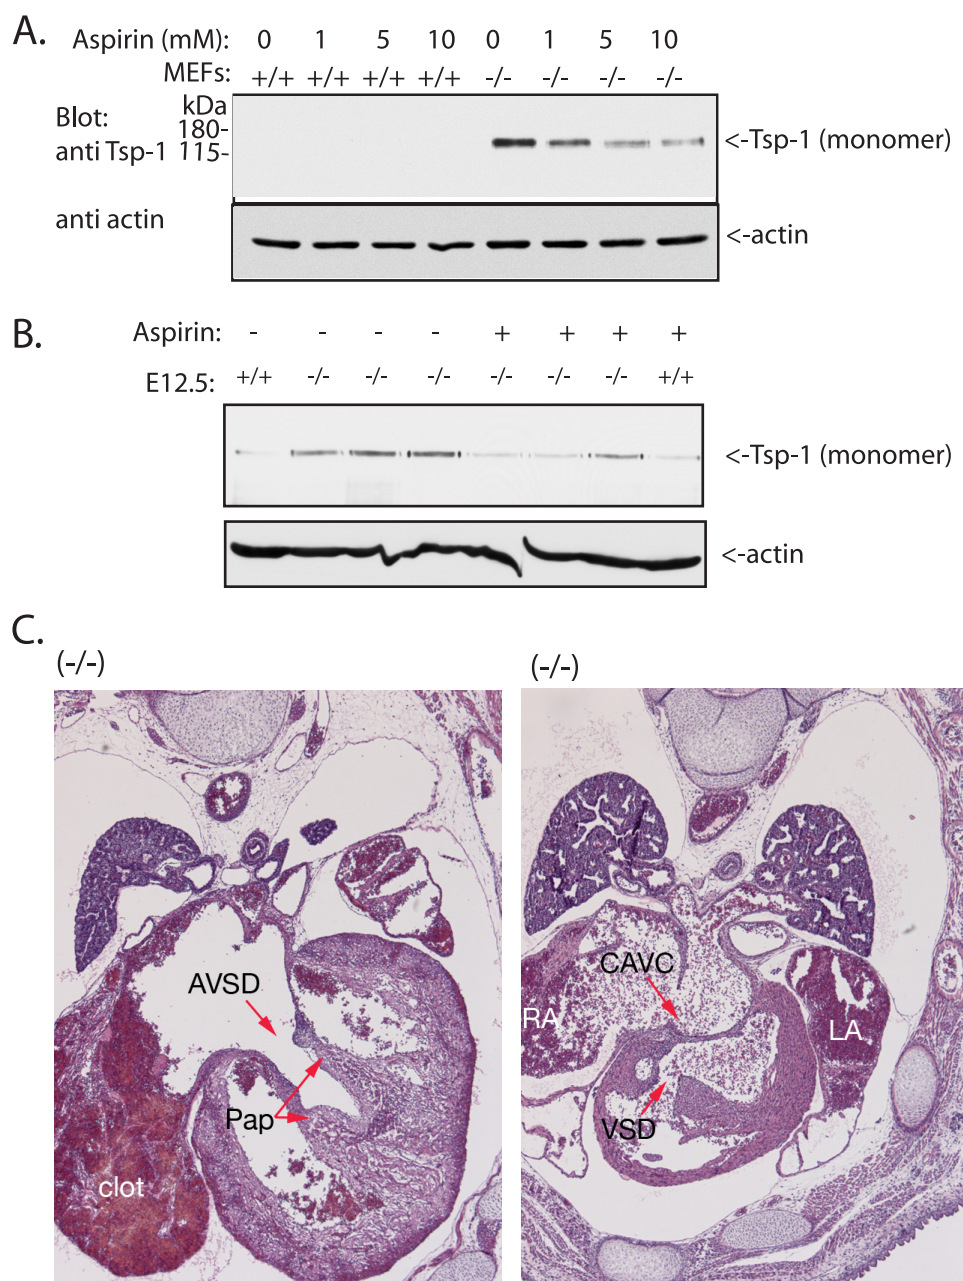 A.
Aspirin (mM): 0 1 5 10 0 1 5 10
MEFs: +/+ +/+ +/+ +/+ -/- -/- -/- -/-
kDa
Blot:
180-
anti Tsp-1 115-
<-Tsp-1 (monomer)
anti actin
<-actin
B.
Aspirin: - - - - + + + +
E12.5: +/+ -/- -/- -/- -/- -/- -/- +/+
<-Tsp-1 (monomer)
<-actin
C.
(-/-) (-/-)
AVSD
Pap
clot
CAVC
RA
LA
VSD